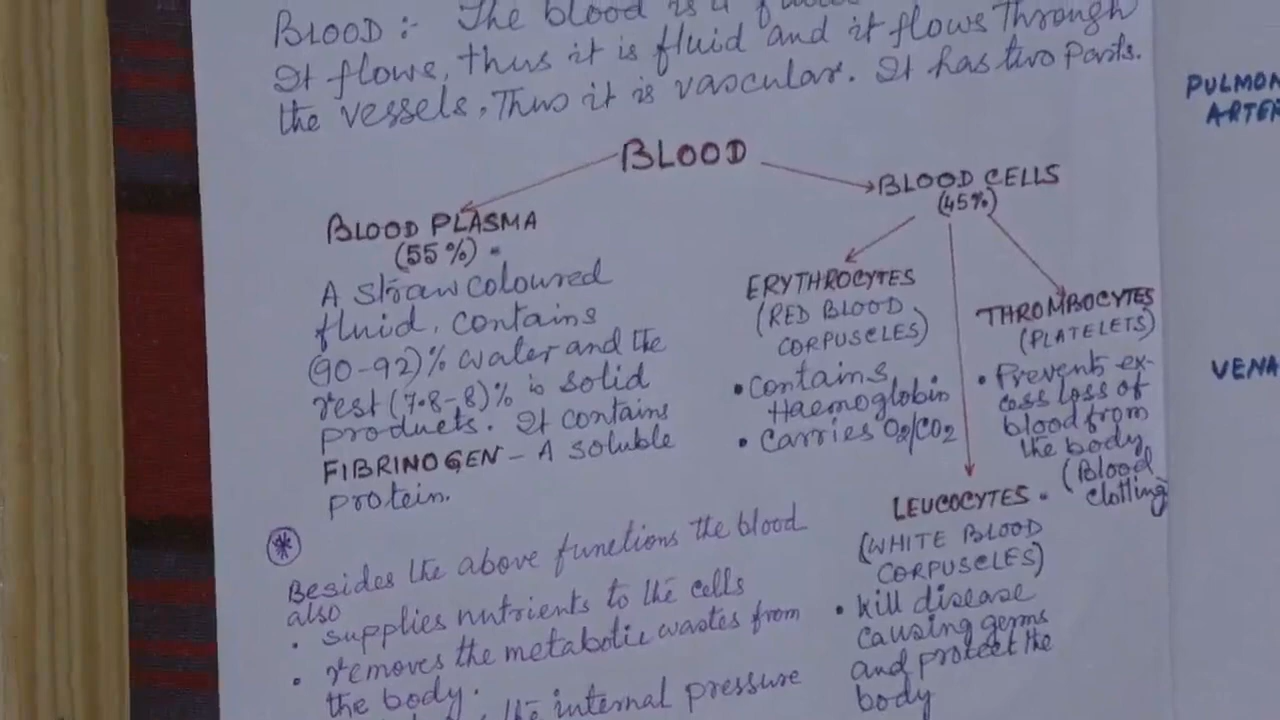 BLOOD :- The blood is a
It flows, thus it is fluid and it flows through
the vessels, Thus it is vascular. It has two Parts.
BLOOD
BLOOD PLASMA
(55%)
A straw coloured
fluid, contains
(90-92)% water and the
rest (7.8-8)% is solid
products. It contains
FIBRINOGEN - A soluble
protein.
BLOOD CELLS
(45%)
ERYTHROCYTES
(RED BLOOD
CORPUSCLES)
• Contains
Haemoglobin
• Carries O2/CO2
THROMBOCYTES
(PLATELETS)
• Prevents ex-
cess loss of
blood from
the body
(Blood
clotting
LEUCOCYTES
(WHITE BLOOD
CORPUSCLES)
• kill disease
causing germs
and protect the
body
Besides the above functions the blood
also
• supplies nutrients to the cells
• removes the metabolic wastes from
the body.
the internal pressure
PULMON
ARTER
VENA